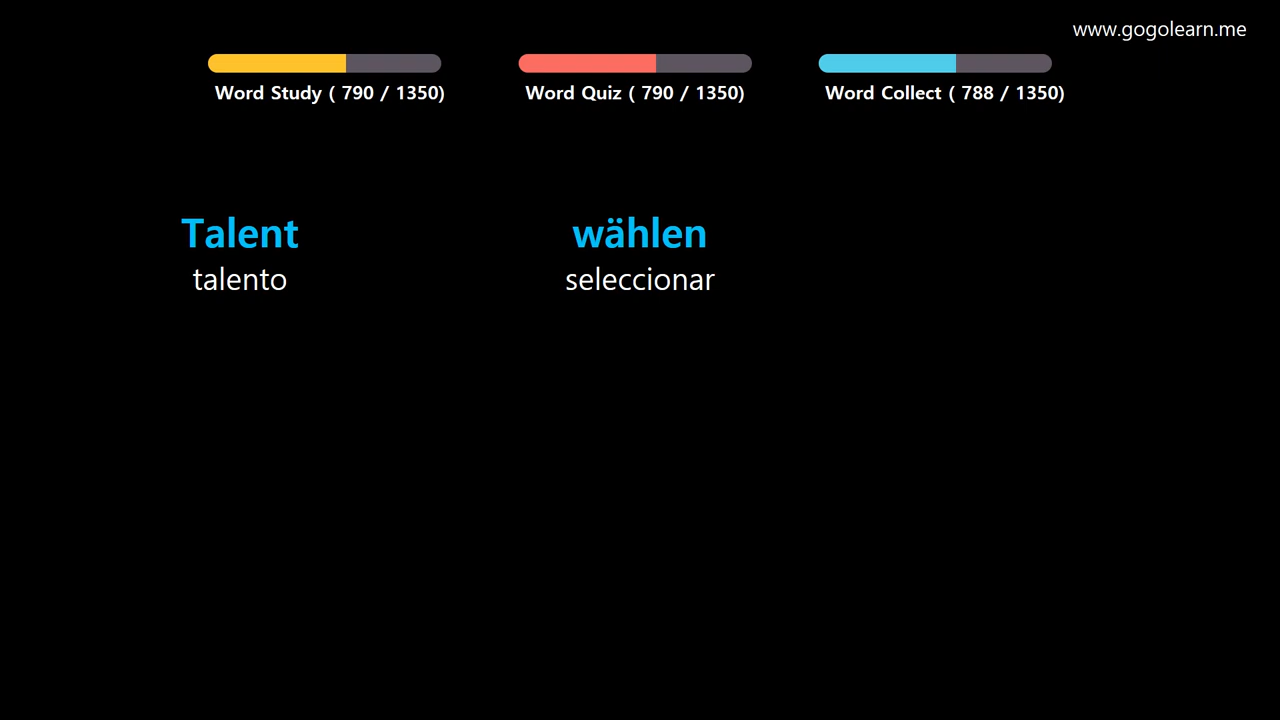 www.gogolearn.me
Word Study ( 790 / 1350)
Word Quiz ( 790 / 1350)
Word Collect ( 788 / 1350)
Talent
talento
wählen
seleccionar